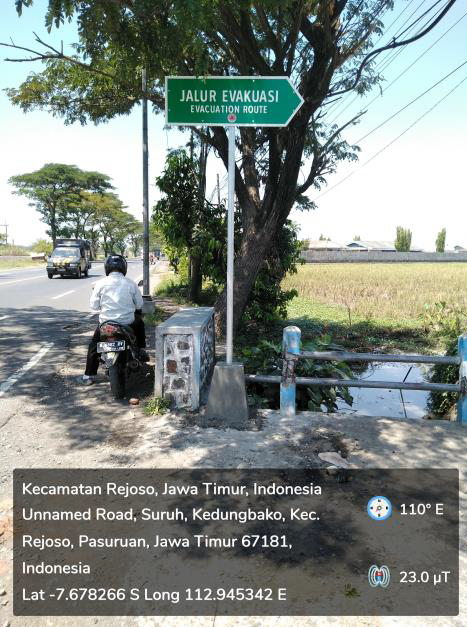 JALUR EVAKUASI
EVACUATION ROUTE
Kecamatan Rejoso, Jawa Timur, Indonesia
Unnamed Road, Suruh, Kedungbako, Kec.
Rejoso, Pasuruan, Jawa Timur 67181,
Indonesia
Lat -7.678266 S Long 112.945342 E
110° E
23.0 µT